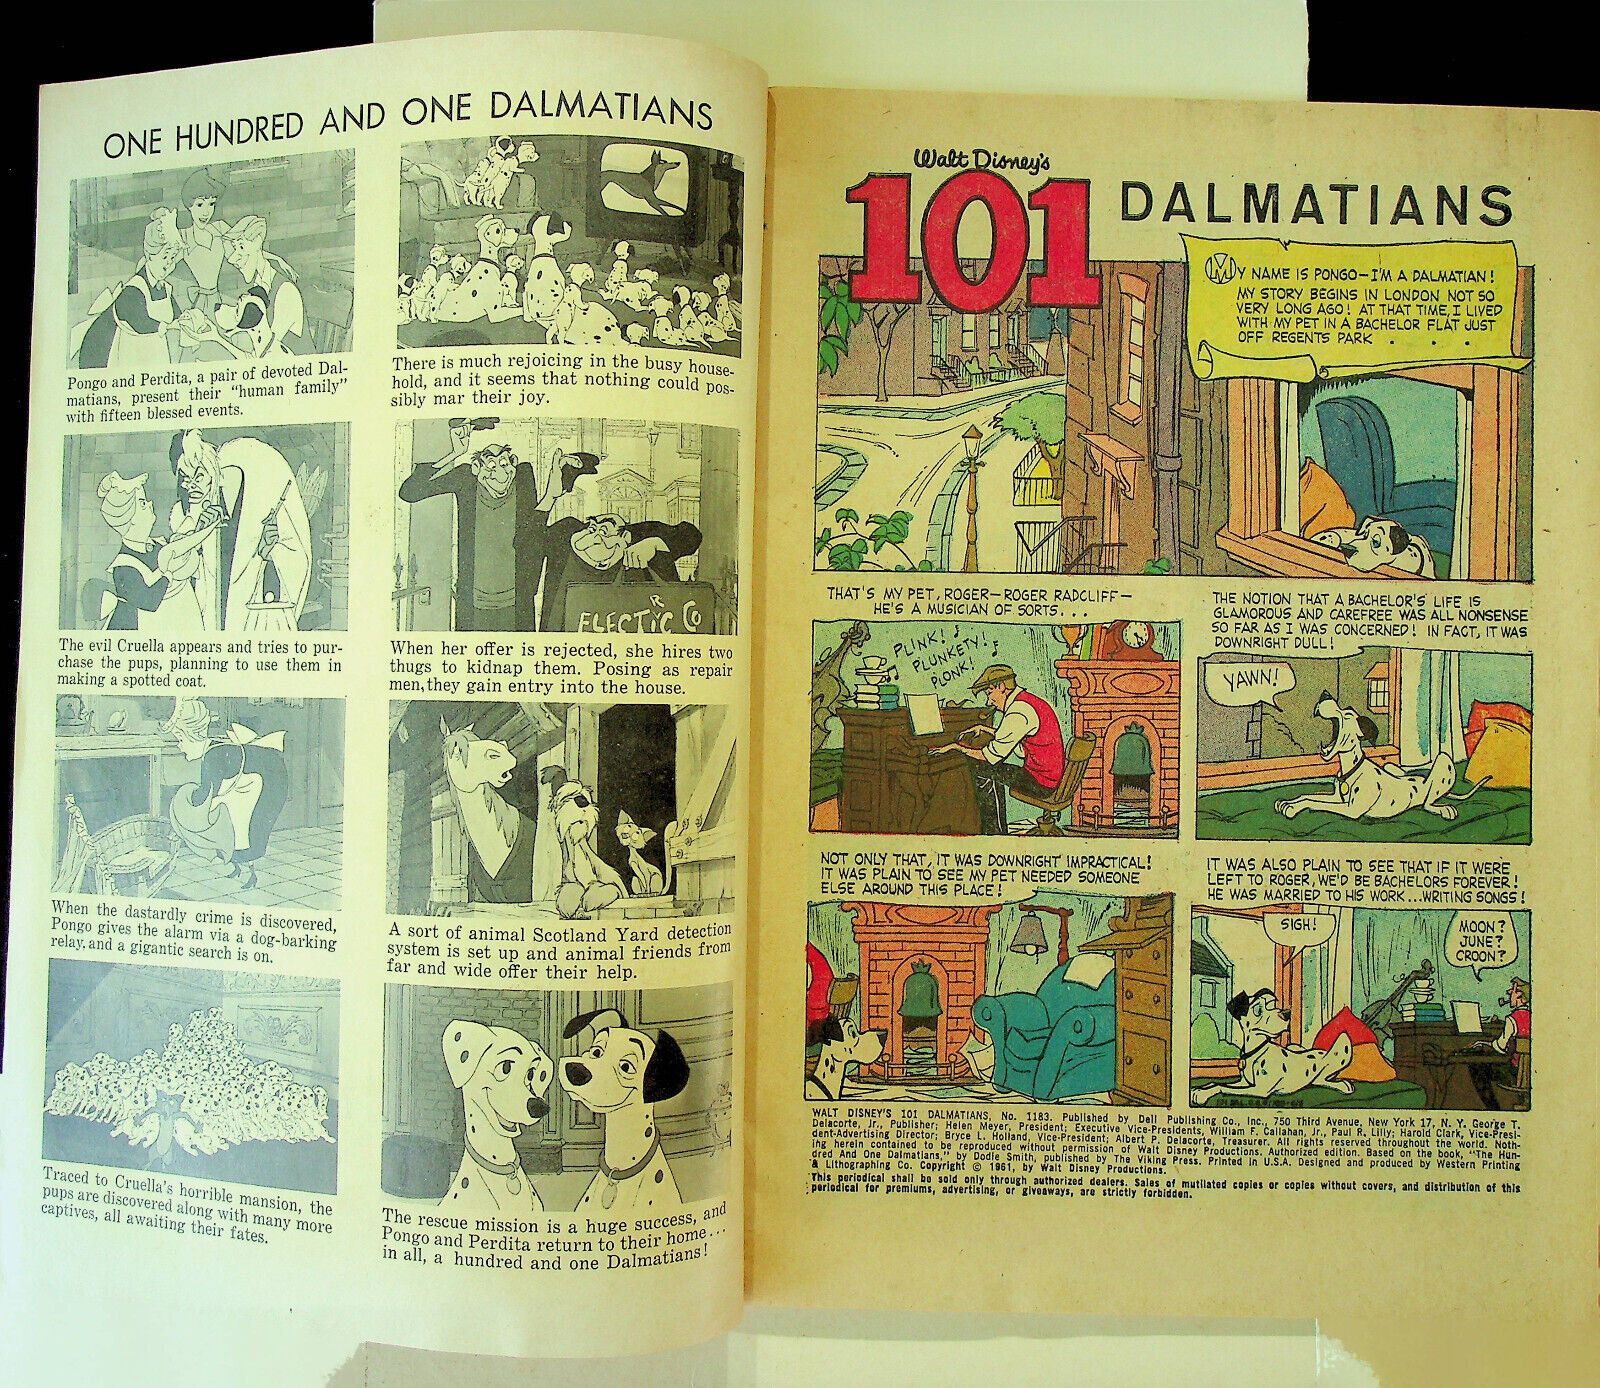 ONE HUNDRED AND ONE DALMATIANS
Pongo and Perdita, a pair of devoted Dal-
matians, present their "human family"
with fifteen blessed events.
The evil Cruella appears and tries to pur-
chase the pups, planning to use them in
making a spotted coat.
When the dastardly crime is discovered,
Pongo gives the alarm via a dog-barking
relay, and a gigantic search is on.
Traced to Cruella's horrible mansion, the
pups are discovered along with many more
captives, all awaiting their fates.
There is much rejoicing in the busy house-
hold, and it seems that nothing could pos-
sibly mar their joy.
ELECTRIC Co
When her offer is rejected, she hires two
thugs to kidnap them. Posing as repair
men, they gain entry into the house.
A sort of animal Scotland Yard detection
system is set up and animal friends from
far and wide offer their help.
The rescue mission is a huge success, and
Pongo and Perdita return to their home...
in all, a hundred and one Dalmatians!
Walt Disney's
101 DALMATIANS
MY NAME IS PONGO—I'M A DALMATIAN!
MY STORY BEGINS IN LONDON NOT SO
VERY LONG AGO! AT THAT TIME, I LIVED
WITH MY PET IN A BACHELOR FLAT JUST
OFF REGENTS PARK . . .
THAT'S MY PET, ROGER—ROGER RADCLIFF—
HE'S A MUSICIAN OF SORTS...
PLINK!
PLUNKETY!
PLONK!
THE NOTION THAT A BACHELOR'S LIFE IS
GLAMOROUS AND CAREFREE WAS ALL NONSENSE
SO FAR AS I WAS CONCERNED! IN FACT, IT WAS
DOWNRIGHT DULL!
YAWN!
NOT ONLY THAT, IT WAS DOWNRIGHT IMPRACTICAL!
IT WAS PLAIN TO SEE MY PET NEEDED SOMEONE
ELSE AROUND THIS PLACE!
IT WAS ALSO PLAIN TO SEE THAT IF IT WERE
LEFT TO ROGER, WE'D BE BACHELORS FOREVER!
HE WAS MARRIED TO HIS WORK...WRITING SONGS!
SIGH!
MOON?
JUNE?
CROON?
WALT DISNEY'S 101 DALMATIANS, No. 1183. Published by Dell Publishing Co., Inc., 750 Third Avenue, New York 17, N. Y. George T.
Delacorte, Jr., Publisher; Helen Meyer, President; Executive Vice-Presidents, William F. Callahan, Jr., Paul R. Lilly; Harold Clark, Vice-Presi-
dent-Advertising Director; Bryce L. Holland, Vice-President; Albert P. Delacorte, Treasurer. All rights reserved throughout the world. Noth-
ing herein contained to be reproduced without permission of Walt Disney Productions. Authorized edition. Based on the book, "The Hun-
dred And One Dalmatians," by Dodie Smith, published by The Viking Press. Printed in U.S.A. Designed and produced by Western Printing
& Lithographing Co. Copyright © 1961, by Walt Disney Productions.
This periodical shall be sold only through authorized dealers. Sales of mutilated copies or copies without covers, and distribution of this
periodical for premiums, advertising, or giveaways, are strictly forbidden.